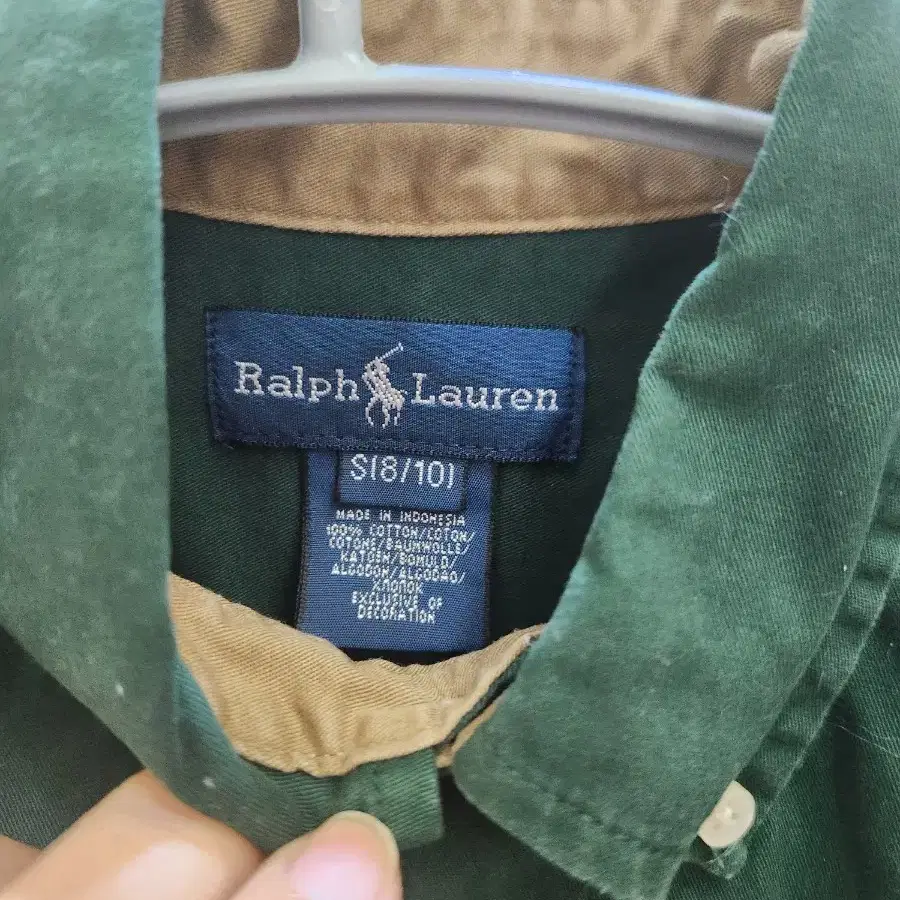 Ralph Lauren
S(8/10)
MADE IN INDONESIA
100% COTTON/COTON/
COTONE/BAUMWOLLE/
KATOEN/BOMULD/
ALGODON/ALGODAO/
ХЛОПОК
EXCLUSIVE OF
DECORATION